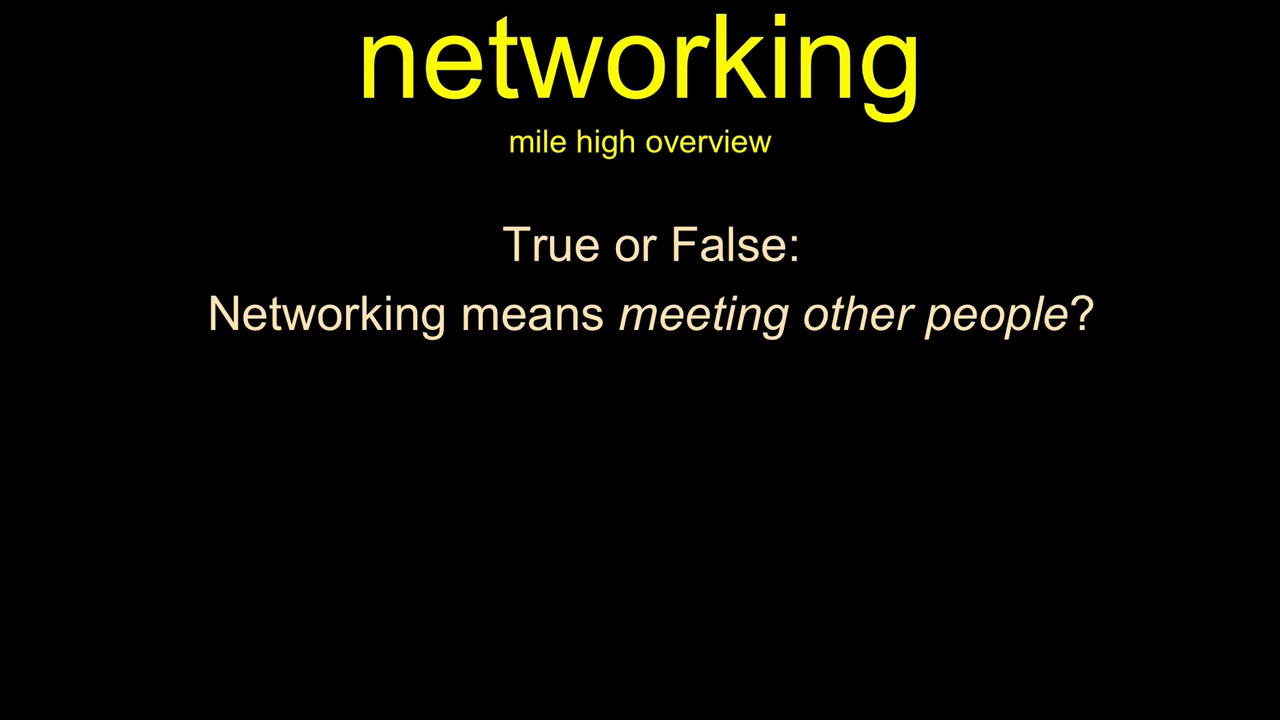 networking
mile high overview
True or False:
Networking means meeting other people?